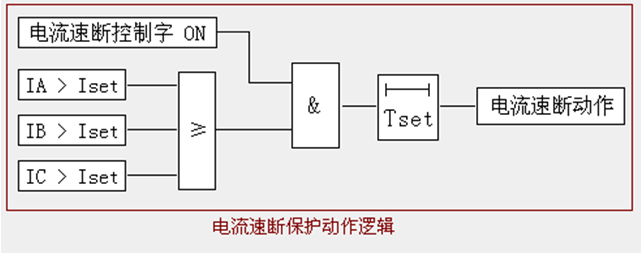 电流速断控制字 ON
IA > Iset
IB > Iset
IC > Iset
≥
&
Tset
电流速断动作
电流速断保护动作逻辑